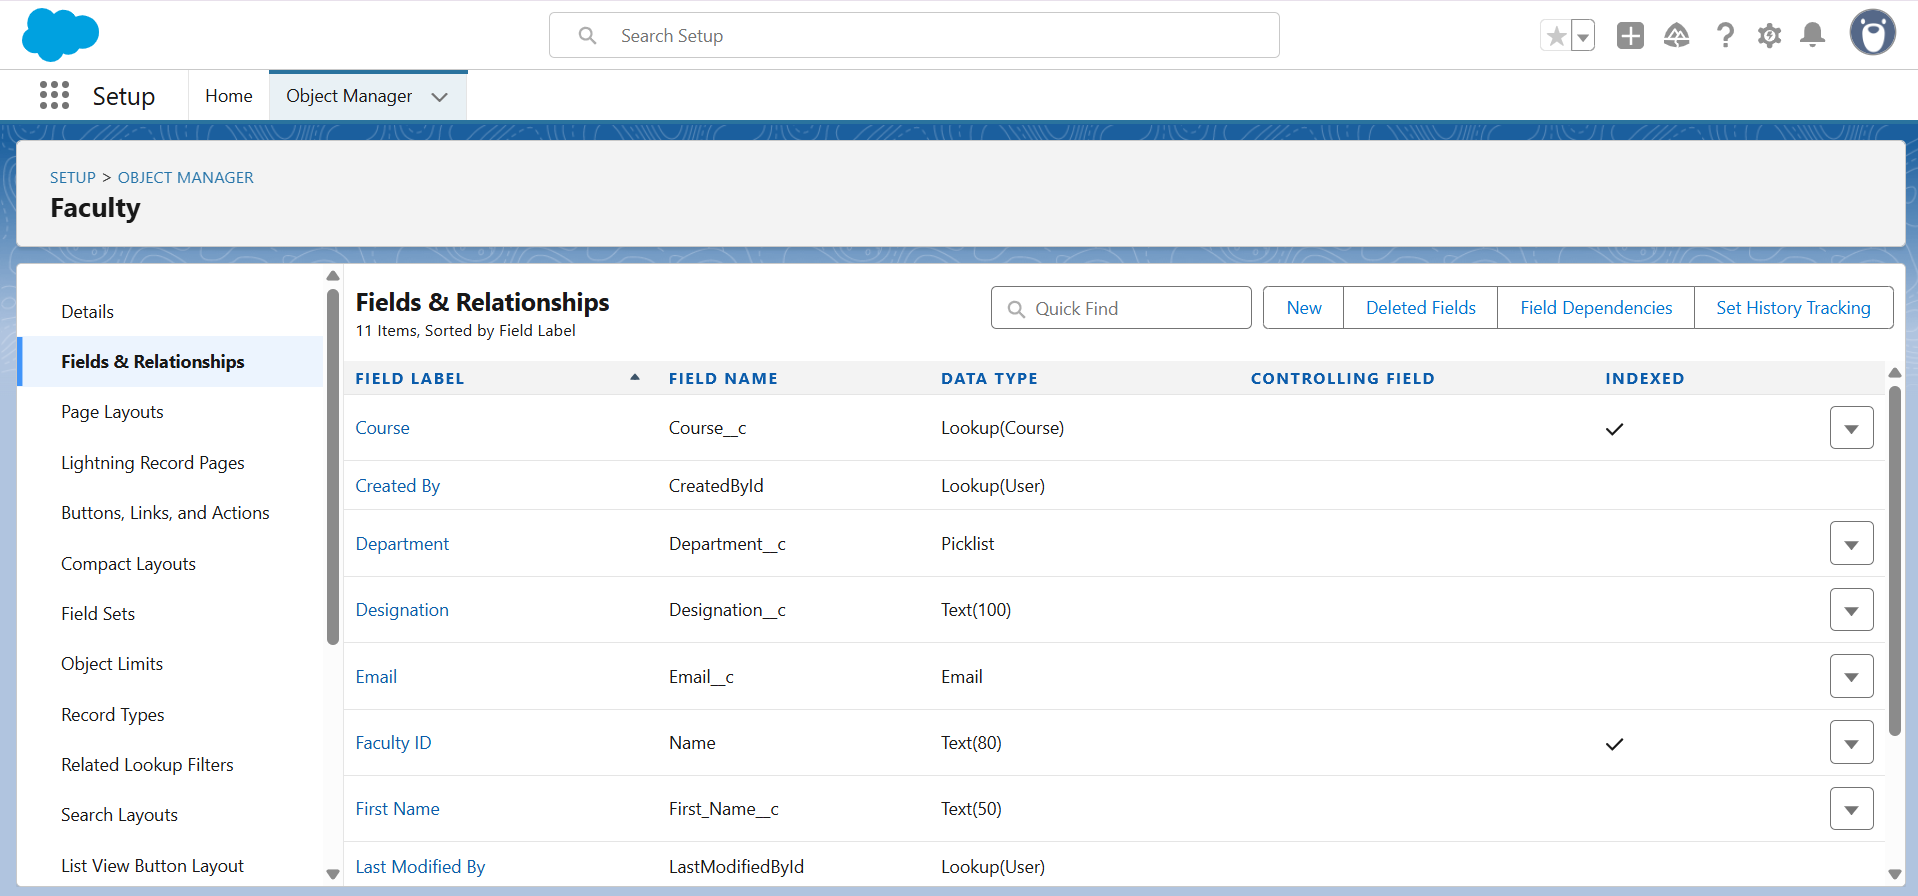 Search Setup
Setup
Home
Object Manager
SETUP > OBJECT MANAGER
Faculty
Details
Fields & Relationships
Page Layouts
Lightning Record Pages
Buttons, Links, and Actions
Compact Layouts
Field Sets
Object Limits
Record Types
Related Lookup Filters
Search Layouts
List View Button Layout
Fields & Relationships
11 Items, Sorted by Field Label
Quick Find
New
Deleted Fields
Field Dependencies
Set History Tracking
FIELD LABEL FIELD NAME DATA TYPE CONTROLLING FIELD INDEXED
Course Course__c Lookup(Course)
Created By CreatedById Lookup(User)
Department Department__c Picklist
Designation Designation__c Text(100)
Email Email__c Email
Faculty ID Name Text(80)
First Name First_Name__c Text(50)
Last Modified By LastModifiedById Lookup(User)